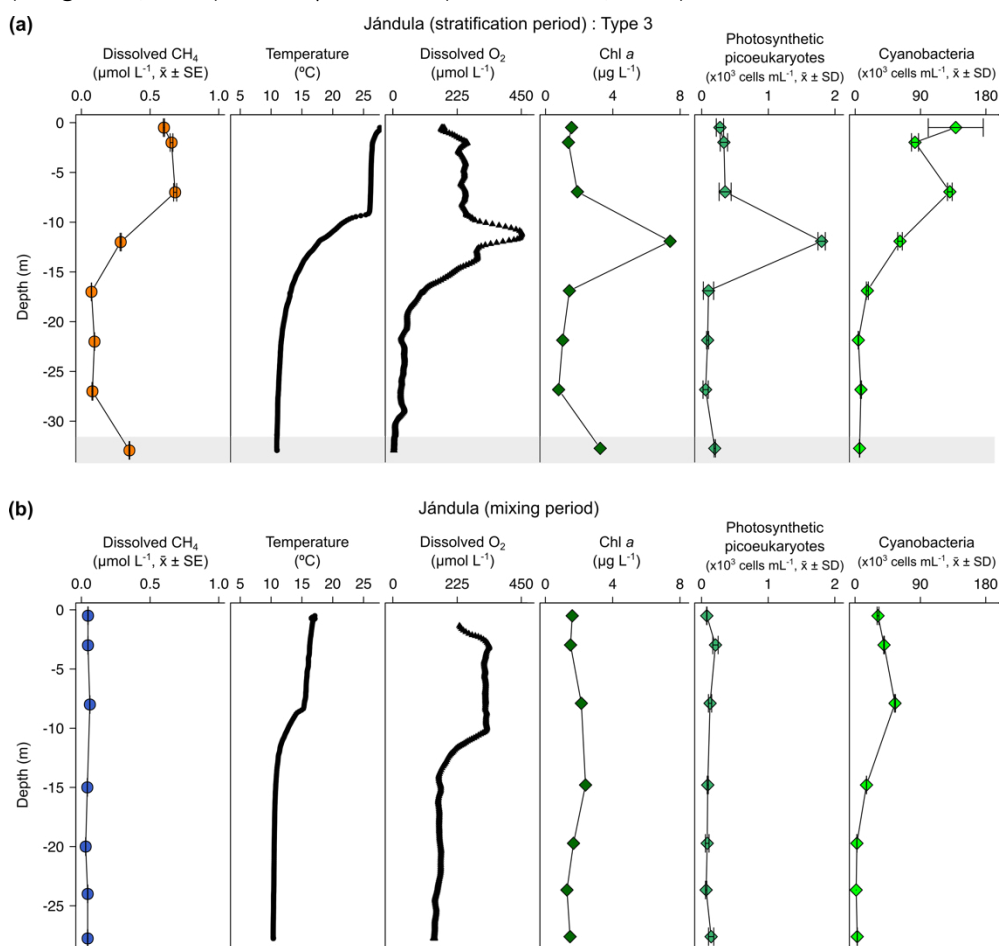 (a)
Jándula (stratification period) : Type 3
Dissolved CH4
(µmol L-1, x̄ ± SE)
Temperature
(ºC)
Dissolved O2
(µmol L-1)
Chl a
(µg L-1)
Photosynthetic
picoeukaryotes
(x10³ cells mL-1, x̄ ± SD)
Cyanobacteria
(x10³ cells mL-1, x̄ ± SD)
0.0 0.5 1
5 10 15 20 25
0 225 450
0 4 8
0 1 2
0 90 180
0
-5
-10
-15
-20
-25
-30
Depth (m)
(b)
Jándula (mixing period)
Dissolved CH4
(µmol L-1, x̄ ± SE)
Temperature
(ºC)
Dissolved O2
(µmol L-1)
Chl a
(µg L-1)
Photosynthetic
picoeukaryotes
(x10³ cells mL-1, x̄ ± SD)
Cyanobacteria
(x10³ cells mL-1, x̄ ± SD)
0.0 0.5 1
5 10 15 20 25
0 225 450
0 4 8
0 1 2
0 90 180
0
-5
-10
-15
-20
-25
Depth (m)